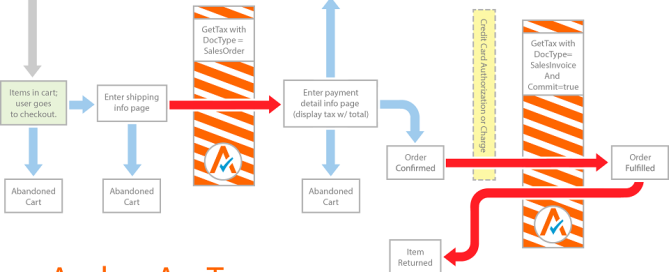 GetTax with
DocType =
SalesOrder
Items in cart;
user goes
to checkout.
Enter shipping
info page
Enter payment
detail info page
(display tax w/ total)
Credit Card Authorization or Charge
GetTax with
DocType=
SalesInvoice
And
Commit=true
Order
Confirmed
Order
Fulfilled
Abandoned
Cart
Abandoned
Cart
Abandoned
Cart
Item
Returned